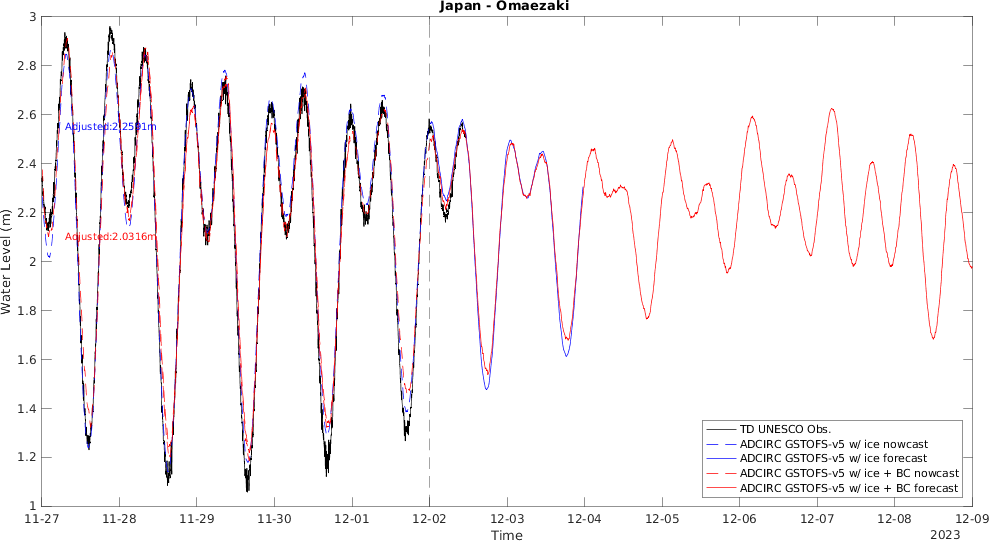 Japan - Omaezaki
3
2.8
2.6
2.4
2.2
2
1.8
1.6
1.4
1.2
1
Water Level (m)
Adjusted:2.2591m
Adjusted:2.0316m
TD UNESCO Obs.
ADCIRC GSTOFS-v5 w/ ice nowcast
ADCIRC GSTOFS-v5 w/ ice forecast
ADCIRC GSTOFS-v5 w/ ice + BC nowcast
ADCIRC GSTOFS-v5 w/ ice + BC forecast
11-27 11-28 11-29 11-30 12-01 12-02 12-03 12-04 12-05 12-06 12-07 12-08 12-09
Time
2023